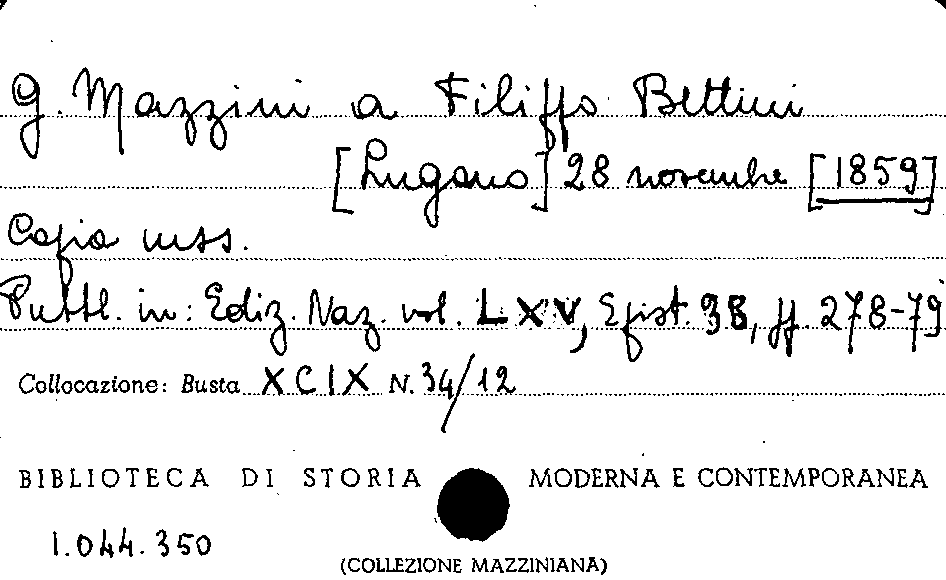 G. Mazzini a Filippo Bettini
[Lugano] 28 novembre [1859]
Copia mss.
Pubbl. in: Ediz. Naz. vol. LXV, Epist. 38, pp. 278-79
Collocazione: Busta XCIX N. 34/12
BIBLIOTECA DI STORIA MODERNA E CONTEMPORANEA
1.044.350
(COLLEZIONE MAZZINIANA)